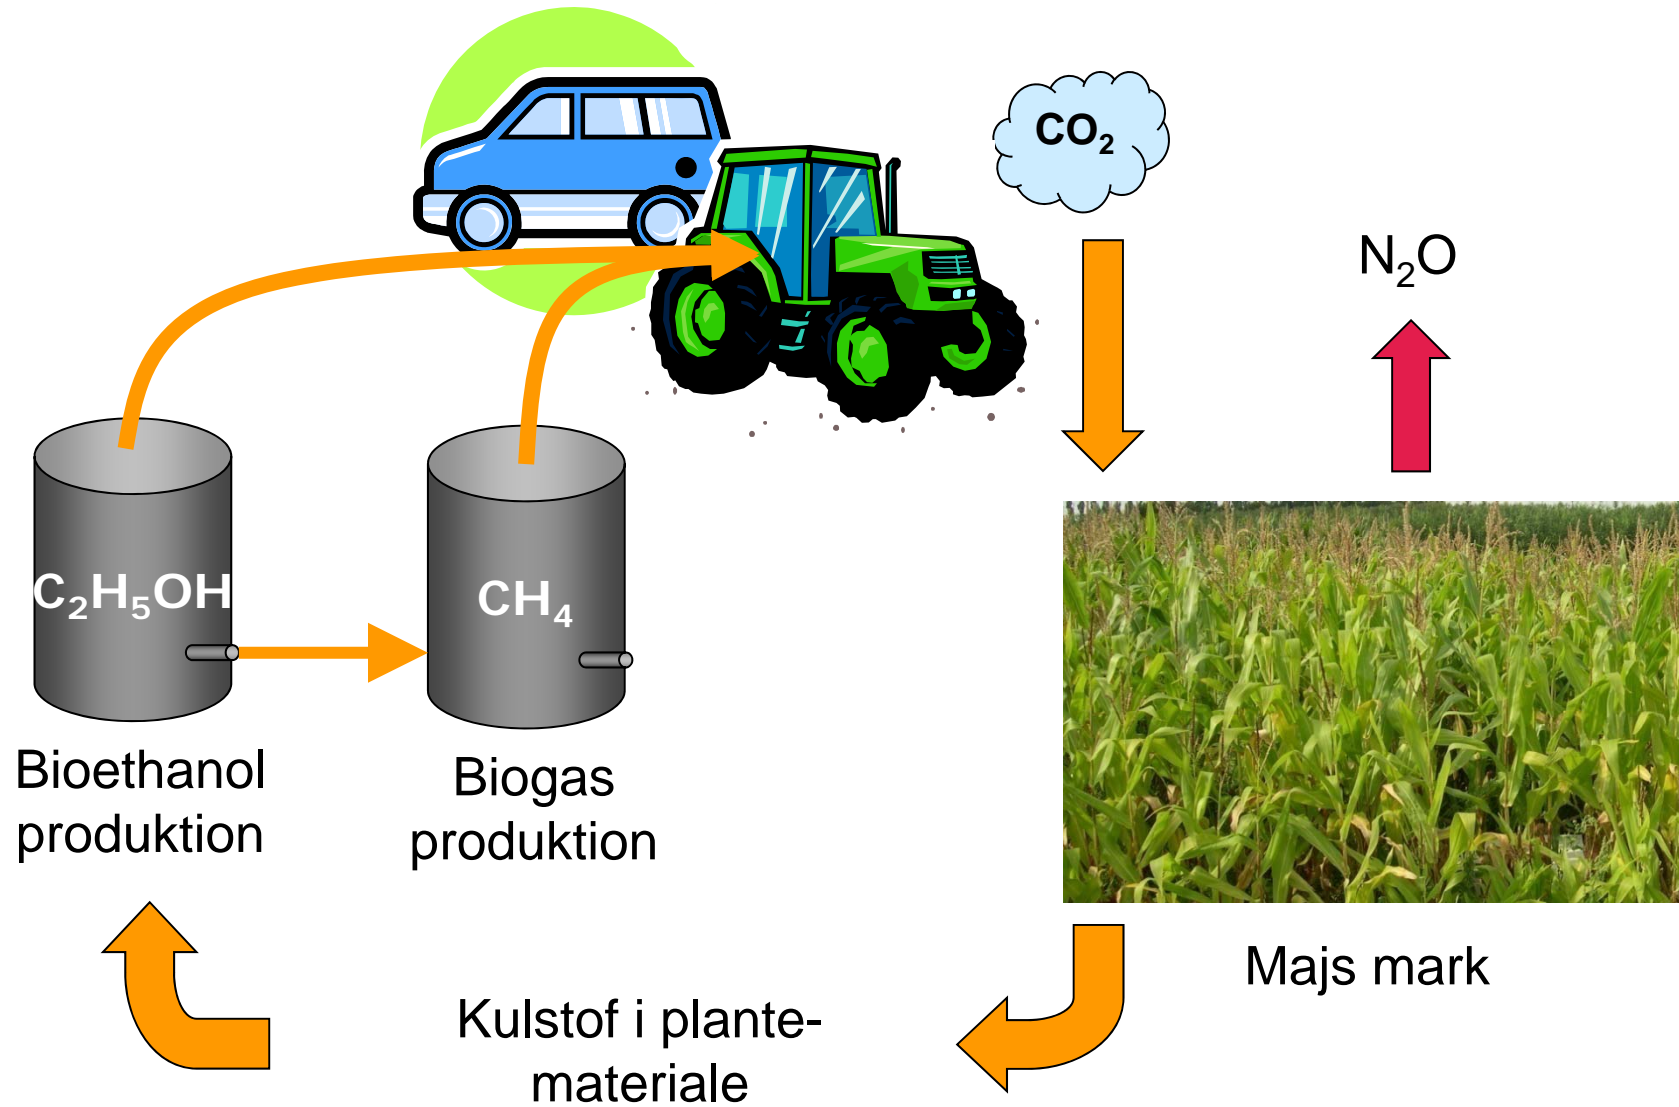 CO₂
N₂O
C₂H₅OH
CH₄
Bioethanol
produktion
Biogas
produktion
Majs mark
Kulstof i plante-
materiale